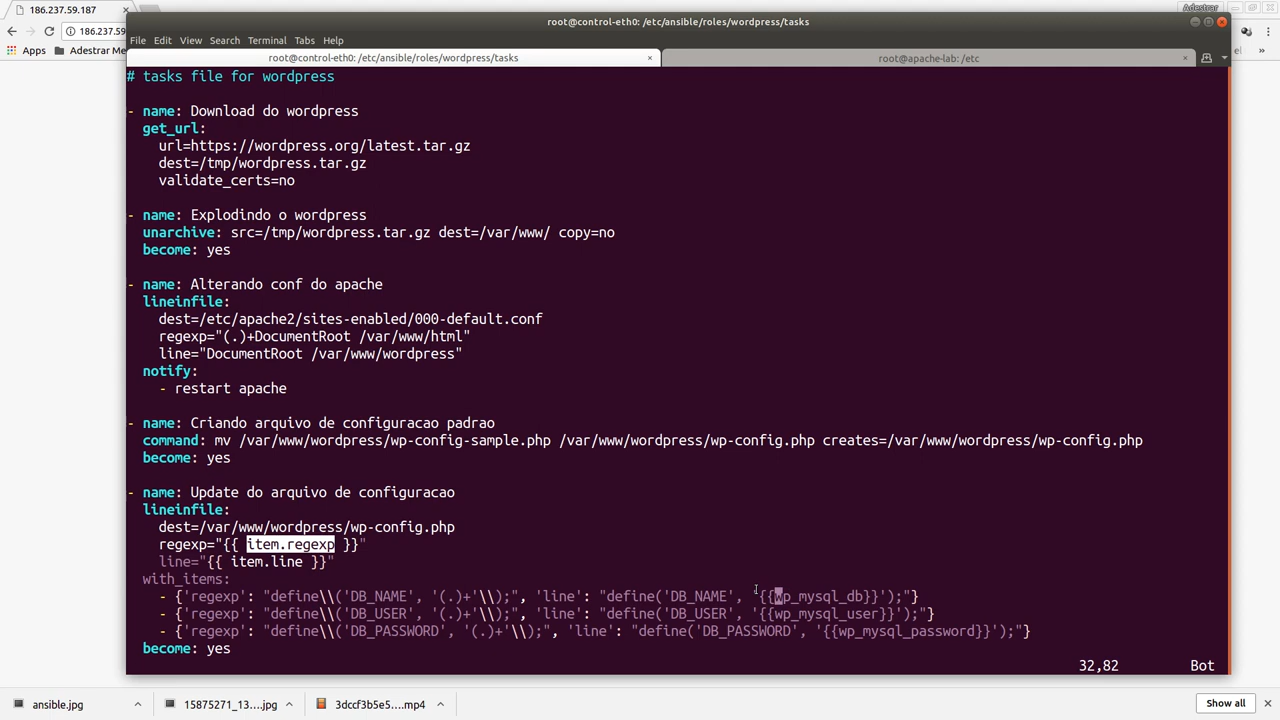 186.237.59.187
Adestrar
root@control-eth0: /etc/ansible/roles/wordpress/tasks
186.237.59
Apps
Adestrar Me
File Edit View Search Terminal Tabs Help
root@control-eth0: /etc/ansible/roles/wordpress/tasks
root@apache-lab: /etc
# tasks file for wordpress
- name: Download do wordpress
get_url:
url=https://wordpress.org/latest.tar.gz
dest=/tmp/wordpress.tar.gz
validate_certs=no
- name: Explodindo o wordpress
unarchive: src=/tmp/wordpress.tar.gz dest=/var/www/ copy=no
become: yes
- name: Alterando conf do apache
lineinfile:
dest=/etc/apache2/sites-enabled/000-default.conf
regexp="(.)+DocumentRoot /var/www/html"
line="DocumentRoot /var/www/wordpress"
notify:
- restart apache
- name: Criando arquivo de configuracao padrao
command: mv /var/www/wordpress/wp-config-sample.php /var/www/wordpress/wp-config.php creates=/var/www/wordpress/wp-config.php
become: yes
- name: Update do arquivo de configuracao
lineinfile:
dest=/var/www/wordpress/wp-config.php
regexp="{{ item.regexp }}"
line="{{ item.line }}"
with_items:
- {'regexp': "define\\('DB_NAME', '(.)+'\\);", 'line': "define('DB_NAME', '{{wp_mysql_db}}');"}
- {'regexp': "define\\('DB_USER', '(.)+'\\);", 'line': "define('DB_USER', '{{wp_mysql_user}}');"}
- {'regexp': "define\\('DB_PASSWORD', '(.)+'\\);", 'line': "define('DB_PASSWORD', '{{wp_mysql_password}}');"}
become: yes
32,82 Bot
ansible.jpg
15875271_13....jpg
3dccf3b5e5....mp4
Show all